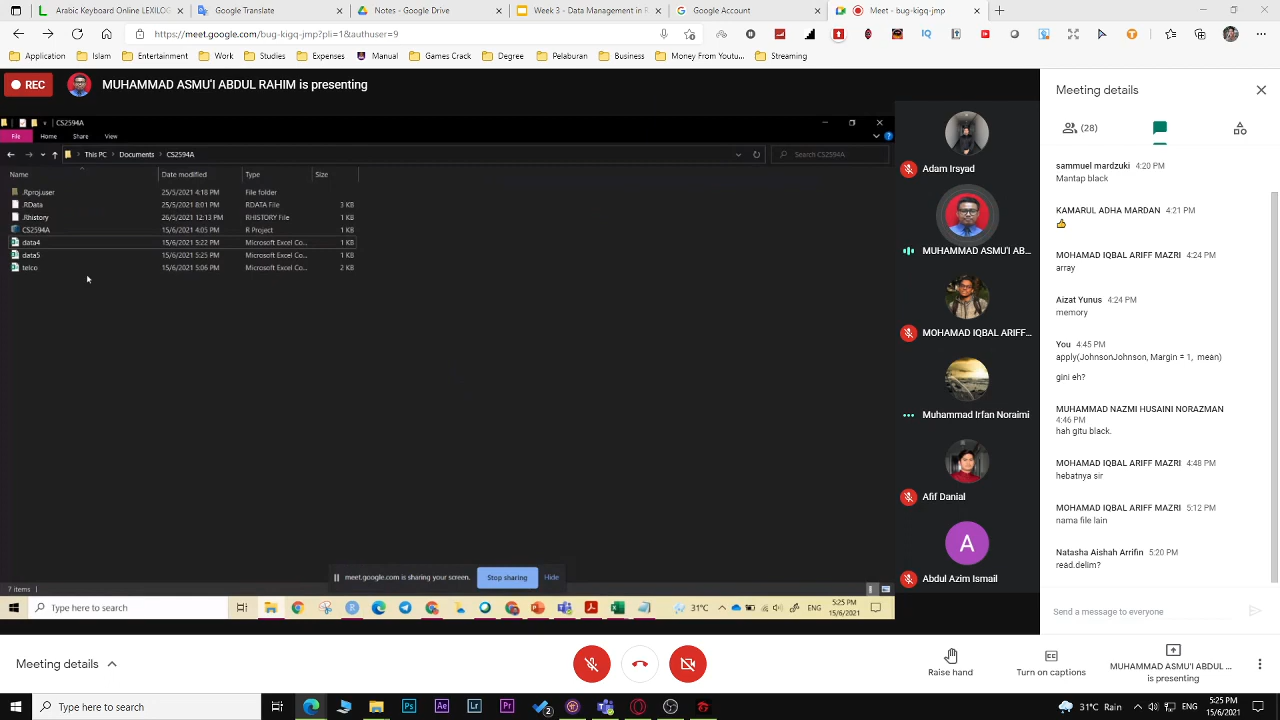 Arabic Keyboard Online LEXILOG
Google Translate
Notes - Google Drive
Week 3 - Data Management in R
Google Calendar
Meet - bug-kigq-jmp
https://meet.google.com/bug-kigq-jmp?pli=1&authuser=9
Gaming
Islam
Entertainment
Work
Studies
Expenses
Manual
Games Crack
Design
Pelaburan
Business
Money From You...
Streaming
REC
MUHAMMAD ASMU'I ABDUL RAHIM is presenting
CS2594A
File Home Share View
This PC > Documents > CS2594A
Search CS2594A
Name Date modified Type Size
.Rproj.user 25/5/2021 4:18 PM File folder
.RData 25/5/2021 8:01 PM RDATA File 3 KB
.Rhistory 26/5/2021 12:13 PM RHISTORY File 1 KB
CS2594A 15/6/2021 4:05 PM R Project 1 KB
data4 15/6/2021 5:22 PM Microsoft Excel Co... 1 KB
data5 15/6/2021 5:25 PM Microsoft Excel Co... 1 KB
telco 15/6/2021 5:06 PM Microsoft Excel Co... 2 KB
meet.google.com is sharing your screen.
Stop sharing
Hide
7 items
Type here to search
31°C
ENG
5:25 PM
15/6/2021
Adam Irsyad
MUHAMMAD ASMU'I AB...
MOHAMAD IQBAL ARIFF...
Muhammad Irfan Noraimi
Afif Danial
A
Abdul Azim Ismail
Meeting details
(28)
sammuel mardzuki 4:20 PM
Mantap black
KAMARUL ADHA MARDAN 4:21 PM
👍
MOHAMAD IQBAL ARIFF MAZRI 4:24 PM
array
Aizat Yunus 4:24 PM
memory
You 4:45 PM
apply(JohnsonJohnson, Margin = 1, mean)
gini eh?
MUHAMMAD NAZMI HUSAINI NORAZMAN
4:46 PM
hah gitu black.
MOHAMAD IQBAL ARIFF MAZRI 4:48 PM
hebatnya sir
MOHAMAD IQBAL ARIFF MAZRI 5:12 PM
nama file lain
Natasha Aishah Arrifin 5:20 PM
read.delim?
Send a message to everyone
Meeting details
Raise hand
Turn on captions
MUHAMMAD ASMU'I ABDUL ...
is presenting
Type here to search
31°C Rain
ENG
5:25 PM
15/6/2021